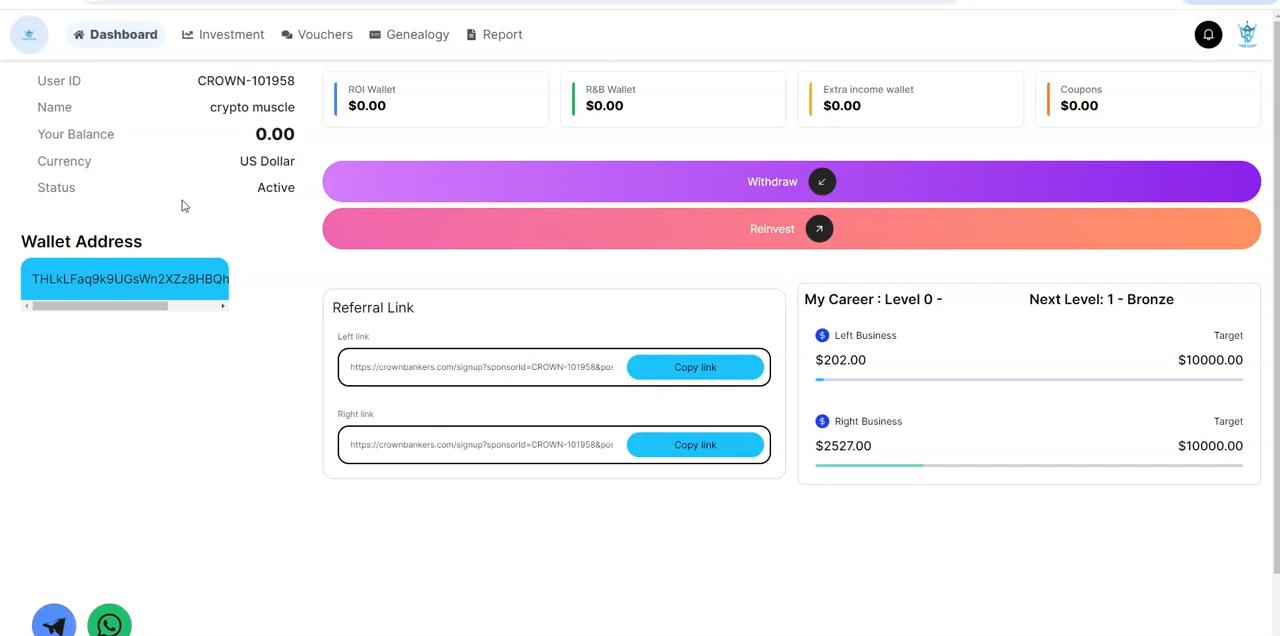 Dashboard Investment Vouchers Genealogy Report
User ID CROWN-101958
Name crypto muscle
Your Balance 0.00
Currency US Dollar
Status Active
Wallet Address
THLkLFaq9k9UGsWn2XZz8HBQh
ROI Wallet
$0.00
R&B Wallet
$0.00
Extra income wallet
$0.00
Coupons
$0.00
Withdraw
Reinvest
Referral Link
Left link
https://crownbankers.com/signup?sponsorId=CROWN-101958&pos Copy link
Right link
https://crownbankers.com/signup?sponsorId=CROWN-101958&pos Copy link
My Career : Level 0 - Next Level: 1 - Bronze
Left Business Target
$202.00 $10000.00
Right Business Target
$2527.00 $10000.00